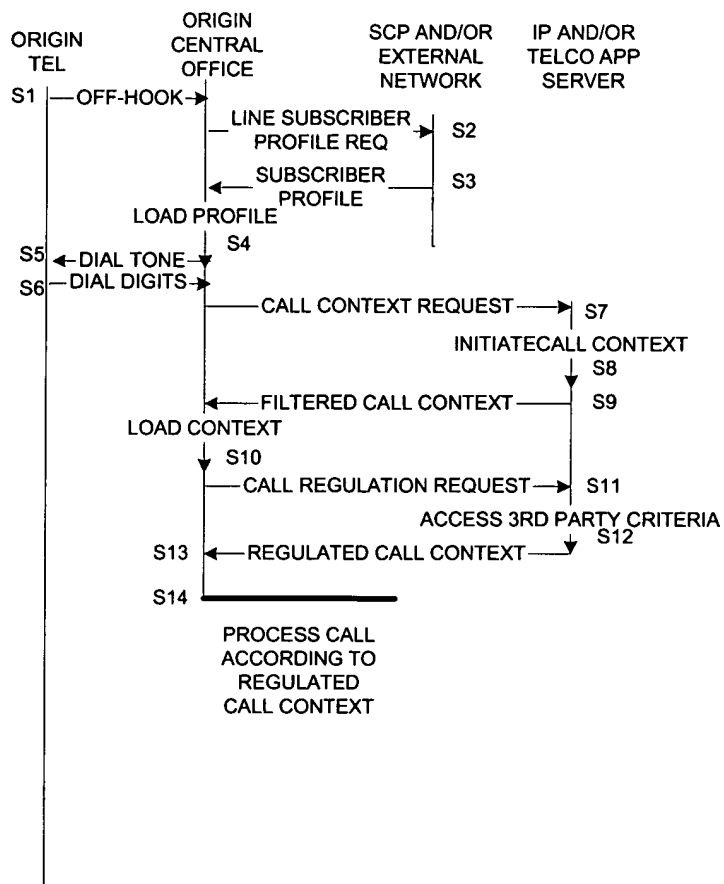 ORIGIN
TEL
ORIGIN
CENTRAL
OFFICE
SCP AND/OR
EXTERNAL
NETWORK
IP AND/OR
TELCO APP
SERVER
S1
OFF-HOOK
LINE SUBSCRIBER
PROFILE REQ
S2
SUBSCRIBER
PROFILE
S3
LOAD PROFILE
S4
S5
DIAL TONE
S6
DIAL DIGITS
CALL CONTEXT REQUEST
S7
INITIATECALL CONTEXT
S8
FILTERED CALL CONTEXT
S9
LOAD CONTEXT
S10
CALL REGULATION REQUEST
S11
ACCESS 3RD PARTY CRITERIA
S12
S13
REGULATED CALL CONTEXT
S14
PROCESS CALL
ACCORDING TO
REGULATED
CALL CONTEXT